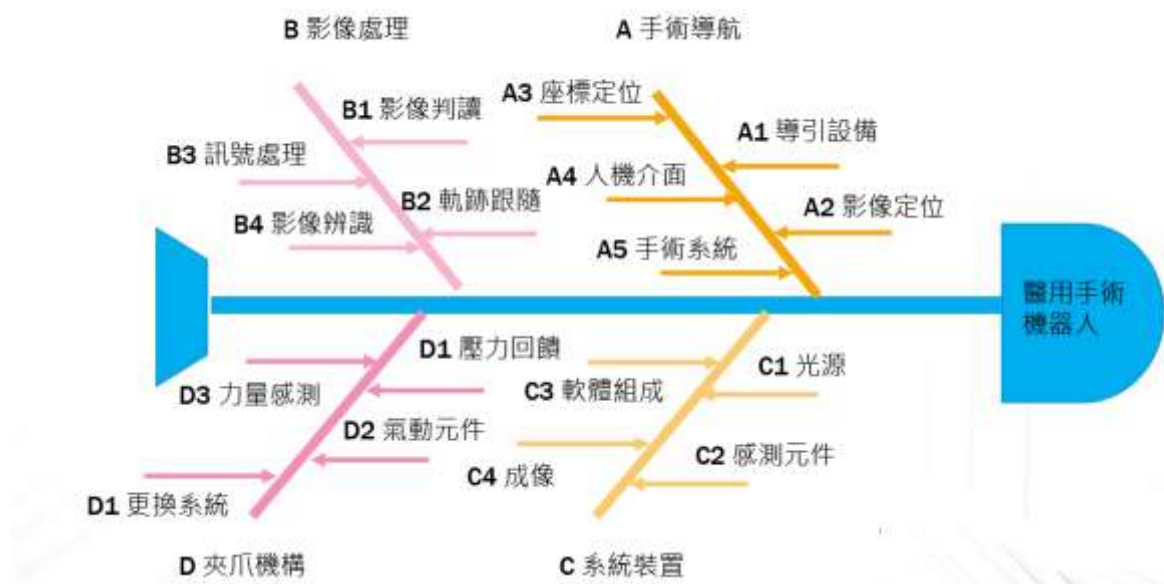 B 影像處理
A 手術導航
A3 座標定位
B1 影像判讀
A1 導引設備
B3 訊號處理
A4 人機介面
B2 軌跡跟隨
A2 影像定位
B4 影像辨識
A5 手術系統
醫用手術
機器人
D1 壓力回饋
C1 光源
D3 力量感測
C3 軟體組成
D2 氣動元件
C2 感測元件
C4 成像
D1 更換系統
D 夾爪機構
C 系統裝置